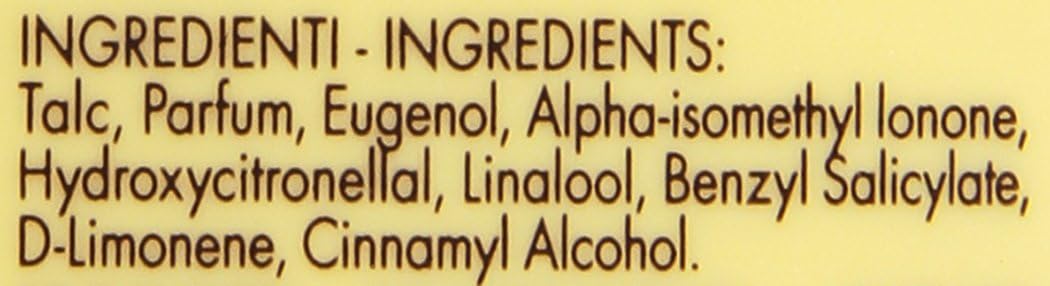 INGREDIENTI - INGREDIENTS:
Talc, Parfum, Eugenol, Alpha-isomethyl Ionone,
Hydroxycitronellal, Linalool, Benzyl Salicylate,
D-Limonene, Cinnamyl Alcohol.